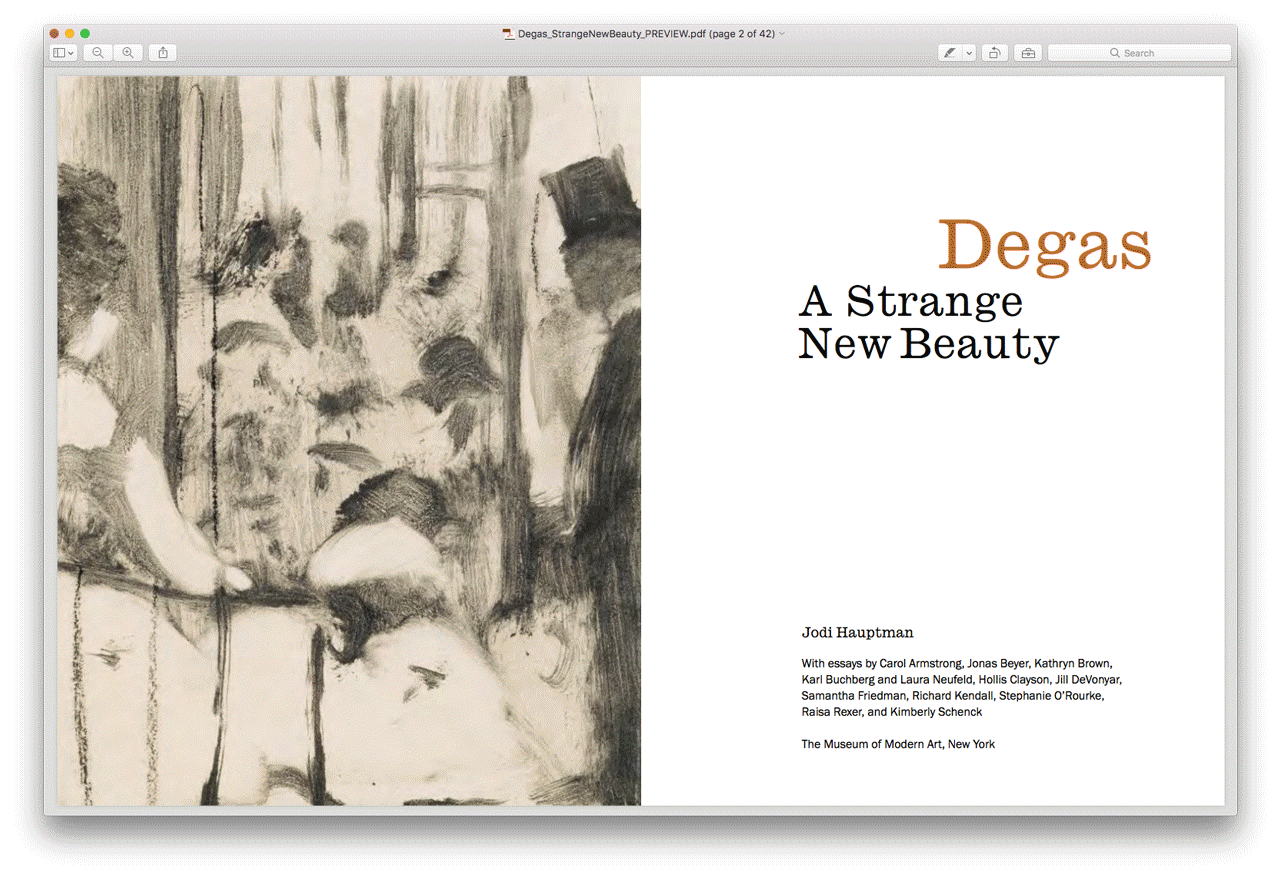 Degas_StrangeNewBeauty_PREVIEW.pdf (page 2 of 42)
Search
Degas
A Strange
New Beauty
Jodi Hauptman
With essays by Carol Armstrong, Jonas Beyer, Kathryn Brown,
Karl Buchberg and Laura Neufeld, Hollis Clayson, Jill DeVonyar,
Samantha Friedman, Richard Kendall, Stephanie O’Rourke,
Raisa Rexer, and Kimberly Schenck
The Museum of Modern Art, New York